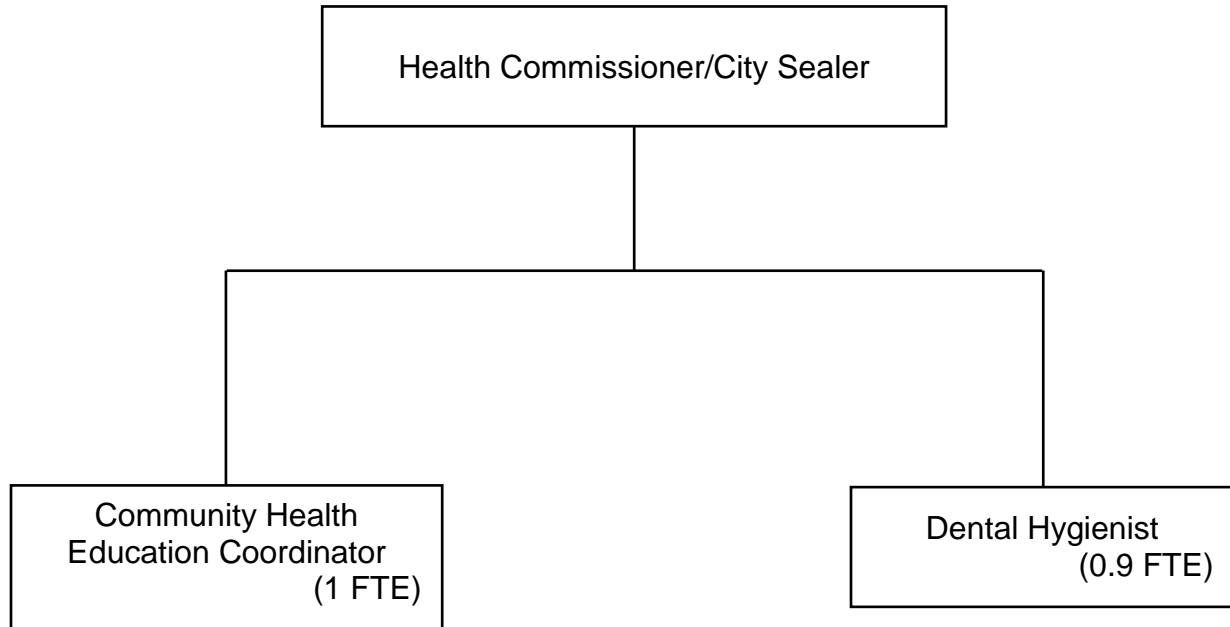 Health Commissioner/City Sealer
Community Health
Education Coordinator
(1 FTE)
Dental Hygienist
(0.9 FTE)